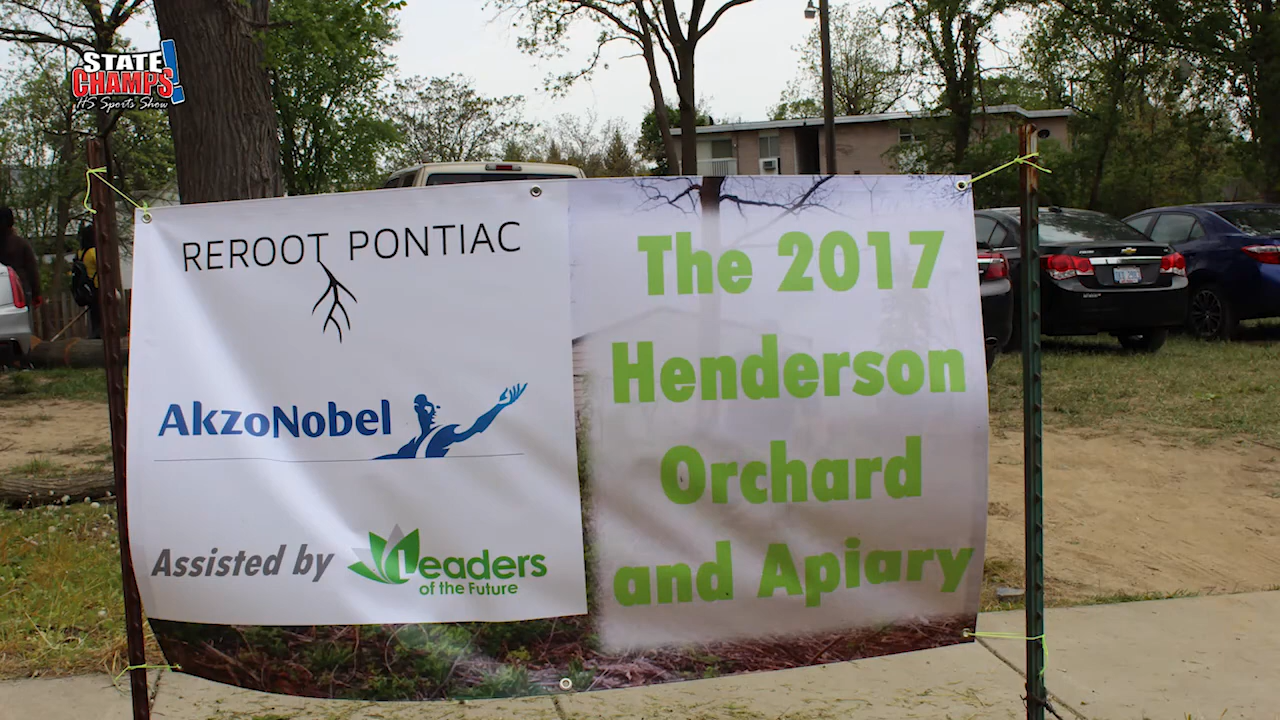 STATE
CHAMPS!
HS Sports Show
REROOT PONTIAC
AkzoNobel
Assisted by Leaders
of the Future
The 2017
Henderson
Orchard
and Apiary